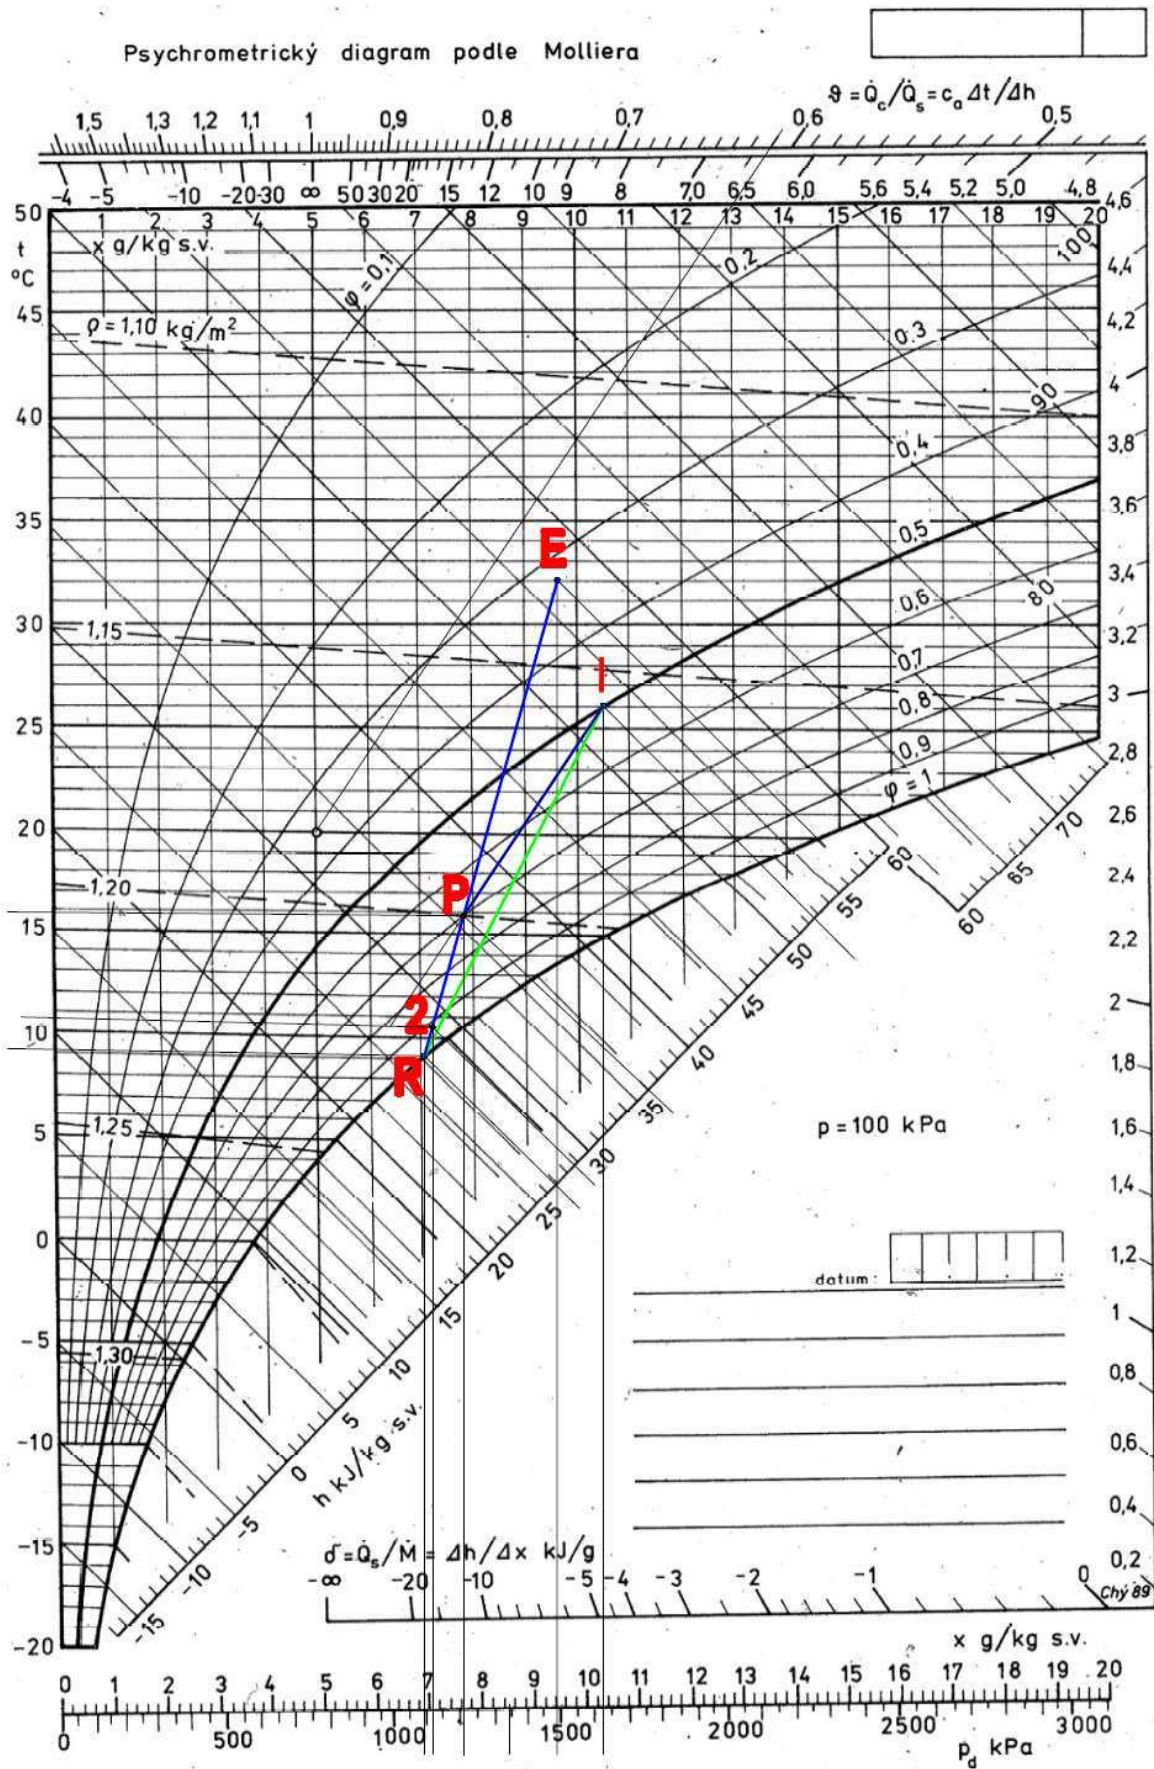 Psychrometrický diagram podle Molliera
ϑ = Q̇c/Q̇s = ca Δt/Δh
1,5 1,3 1,2 1,1 1 0,9 0,8 0,7 0,6 0,5
-4 -5 -10 -20 -30 ∞ 50 30 20 15 12 10 9 8 7,0 6,5 6,0 5,6 5,4 5,2 5,0 4,8 4,6
50 1 2 3 4 5 6 7 8 9 10 11 12 13 14 15 16 17 18 19 20
t x g/kg s.v. 100
°C φ = 0,1 0,2 4,4
45 ρ = 1,10 kg/m² 0,3 4,2
90 4
40 0,4 3,8
35 0,5 3,6
E 3,4
0,6 80
30 1,15 3,2
I 0,7
0,8 3
25 0,9 2,8
φ = 1
20 70 2,6
60 65
P 1,20 2,4
60
15 55 2,2
50
2 45 2
10 40 1,8
R
35 p = 100 kPa
5 1,25 1,6
30 1,4
25
0 20 1,2
datum:
15 1
-5 1,30
10 0,8
5
-10 0 0,6
h kJ/kg s.v.
-5 0,4
-15 -10
-15 0,2
δ = Q̇s/Ṁ = Δh/Δx kJ/g
-∞ -20 -10 -5 -4 -3 -2 -1 0
Chý 89
-20
x g/kg s.v.
0 1 2 3 4 5 6 7 8 9 10 11 12 13 14 15 16 17 18 19 20
0 500 1000 1500 2000 2500 3000
pd kPa